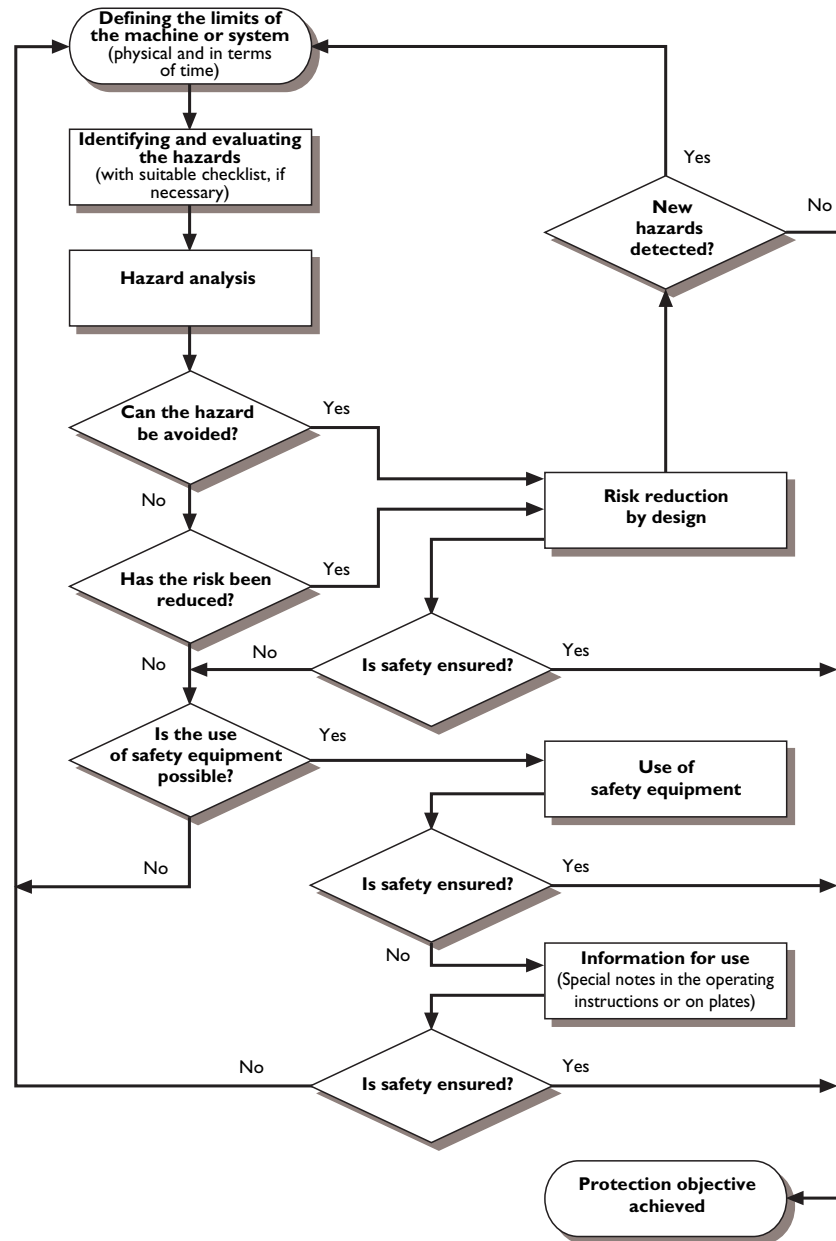 Defining the limits of
the machine or system
(physical and in terms
of time)
Identifying and evaluating
the hazards
(with suitable checklist, if
necessary)
Yes
New
hazards
detected?
No
Hazard analysis
Can the hazard
be avoided?
Yes
No
Risk reduction
by design
Has the risk been
reduced?
Yes
No
No
Is safety ensured?
Yes
Is the use
of safety equipment
possible?
Yes
Use of
safety equipment
No
Is safety ensured?
Yes
No
Information for use
(Special notes in the operating
instructions or on plates)
No
Is safety ensured?
Yes
Protection objective
achieved